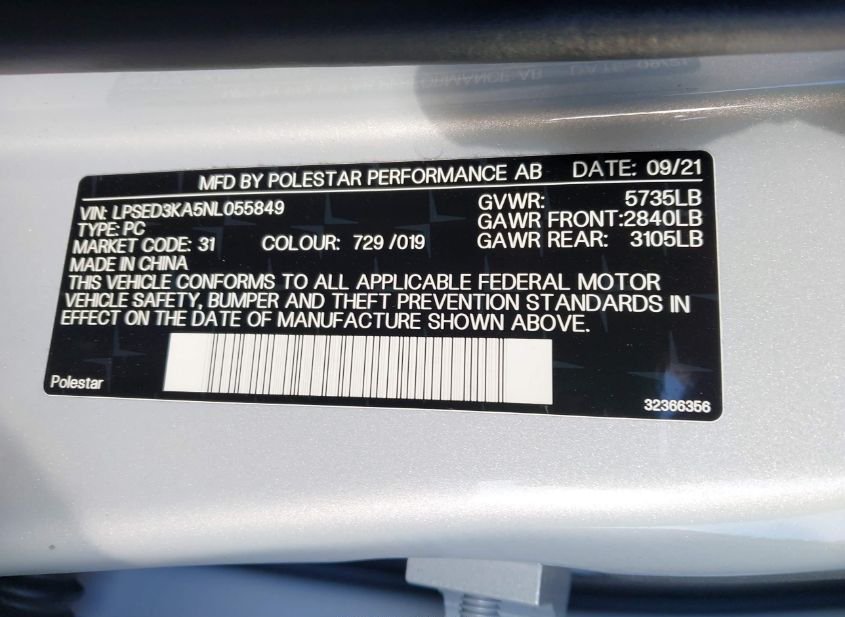 MFD BY POLESTAR PERFORMANCE AB DATE: 09/21
VIN: LPSED3KA5NL055849 GVWR: 5735LB
TYPE: PC GAWR FRONT:2840LB
MARKET CODE: 31 COLOUR: 729 /019 GAWR REAR: 3105LB
MADE IN CHINA
THIS VEHICLE CONFORMS TO ALL APPLICABLE FEDERAL MOTOR
VEHICLE SAFETY, BUMPER AND THEFT PREVENTION STANDARDS IN
EFFECT ON THE DATE OF MANUFACTURE SHOWN ABOVE.
Polestar
32366356